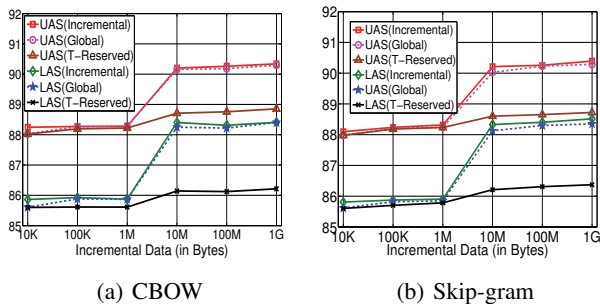 92
91
90
89
88
87
86
85
UAS(Incremental)
UAS(Global)
UAS(T-Reserved)
LAS(Incremental)
LAS(Global)
LAS(T-Reserved)
10K 100K 1M 10M 100M 1G
Incremental Data (in Bytes)
(a) CBOW
92
91
90
89
88
87
86
85
UAS(Incremental)
UAS(Global)
UAS(T-Reserved)
LAS(Incremental)
UAS(Global)
LAS(T-Reserved)
10K 100K 1M 10M 100M 1G
Incremental Data (in Bytes)
(b) Skip-gram